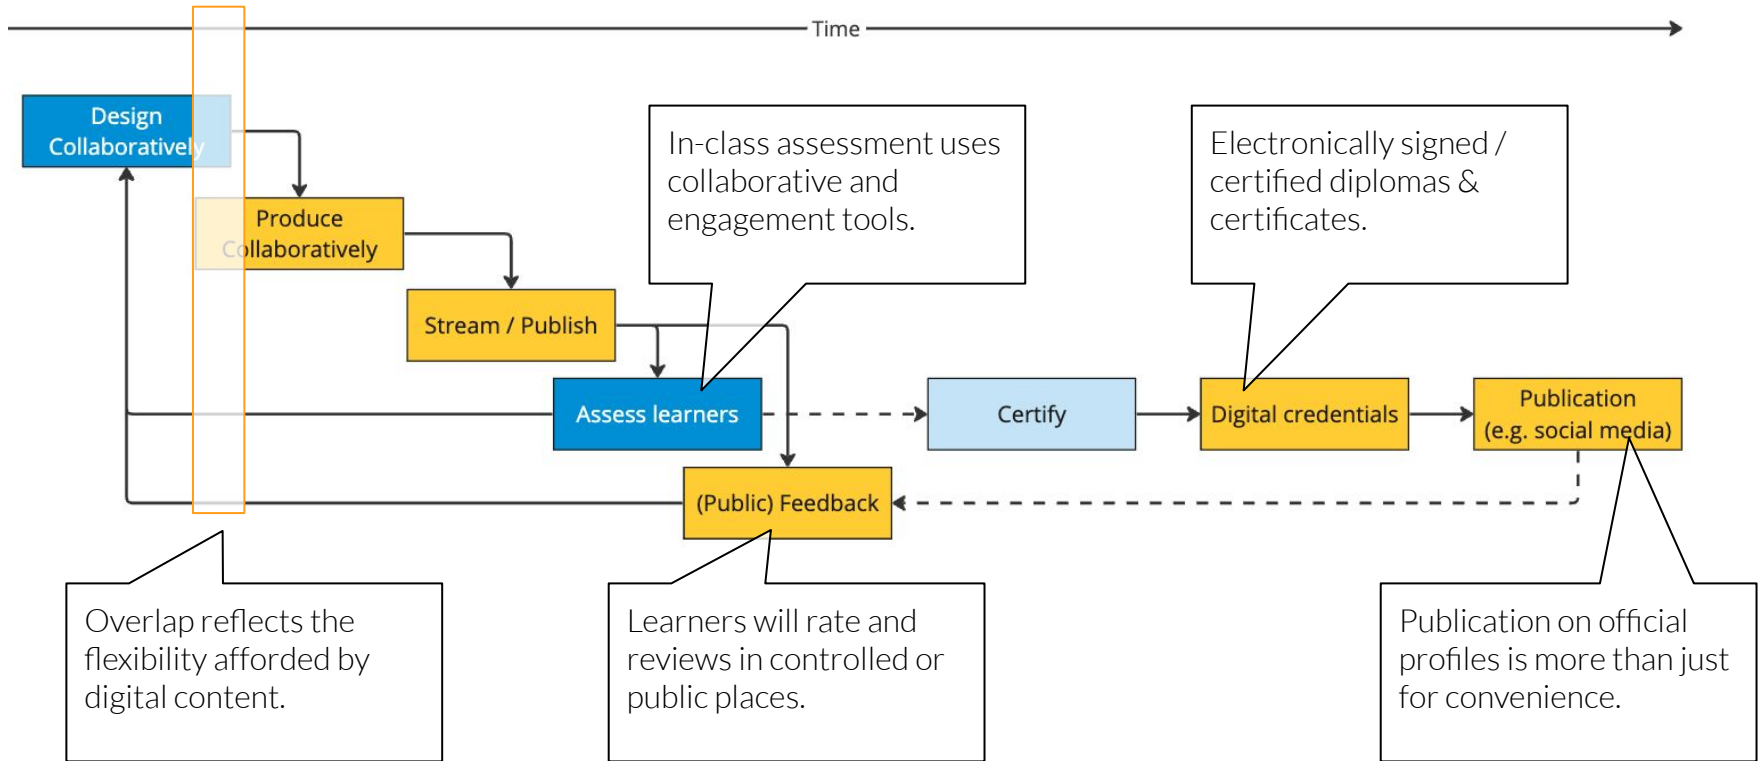 Time
Design
Collaboratively
Produce
Collaboratively
Stream / Publish
Assess learners
Certify
Digital credentials
Publication
(e.g. social media)
(Public) Feedback
In-class assessment uses
collaborative and
engagement tools.
Electronically signed /
certified diplomas &
certificates.
Overlap reflects the
flexibility afforded by
digital content.
Learners will rate and
reviews in controlled or
public places.
Publication on official
profiles is more than just
for convenience.